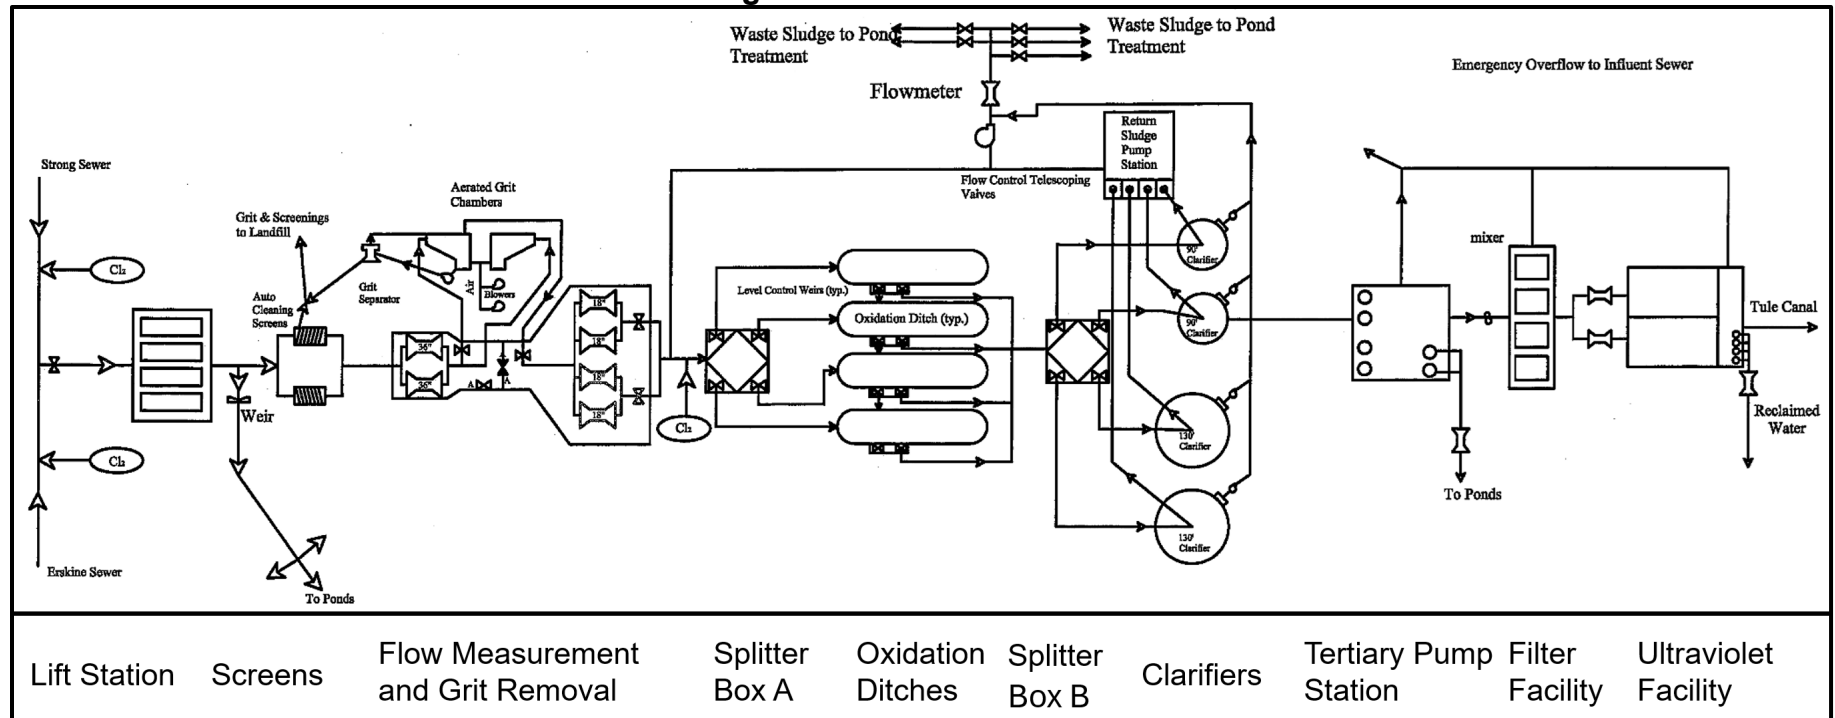 Waste Sludge to Pond
Treatment
Waste Sludge to Pond
Treatment
Emergency Overflow to Influent Sewer
Flowmeter
Return
Sludge
Pump
Station
Strong Sewer
Flow Control Telescoping
Valves
Aerated Grit
Chambers
Grit & Screenings
to Landfill
mixer
90'
Clarifier
Cl₂
Grit
Separator
Air
Blowers
Level Control Weirs (typ.)
Auto
Cleaning
Screens
18"
18"
18"
18"
Oxidation Ditch (typ.)
90'
Clarifier
Tule Canal
36"
36"
A
A
Weir
Cl₂
Reclaimed
Water
130'
Clarifier
Cl₂
To Ponds
130'
Clarifier
Erskine Sewer
To Ponds
Lift Station
Screens
Flow Measurement
and Grit Removal
Splitter
Box A
Oxidation
Ditches
Splitter
Box B
Clarifiers
Tertiary Pump
Station
Filter
Facility
Ultraviolet
Facility